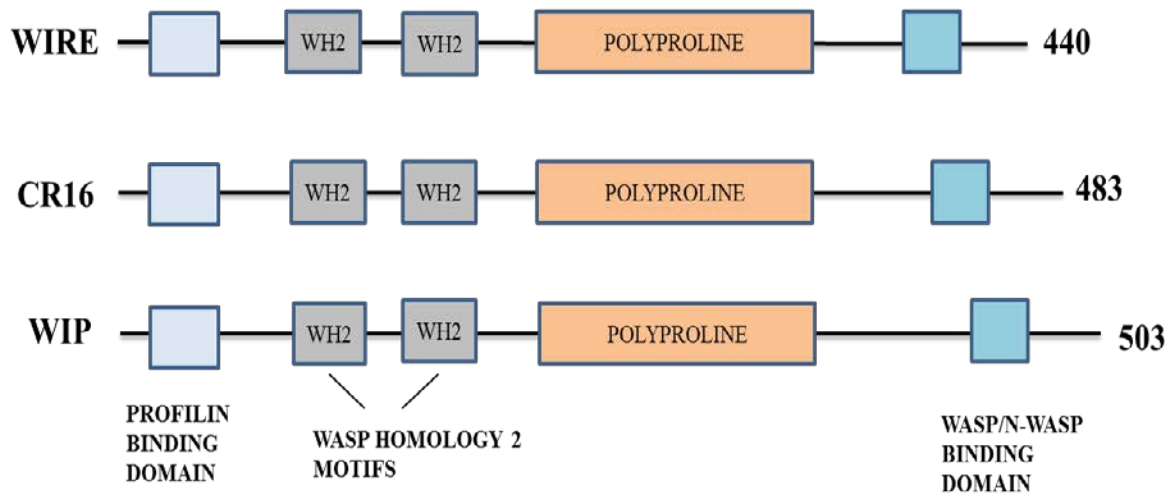 WIRE WH2 WH2 POLYPROLINE 440
CR16 WH2 WH2 POLYPROLINE 483
WIP WH2 WH2 POLYPROLINE 503
PROFILIN
BINDING
DOMAIN
WASP HOMOLOGY 2
MOTIFS
WASP/N-WASP
BINDING
DOMAIN